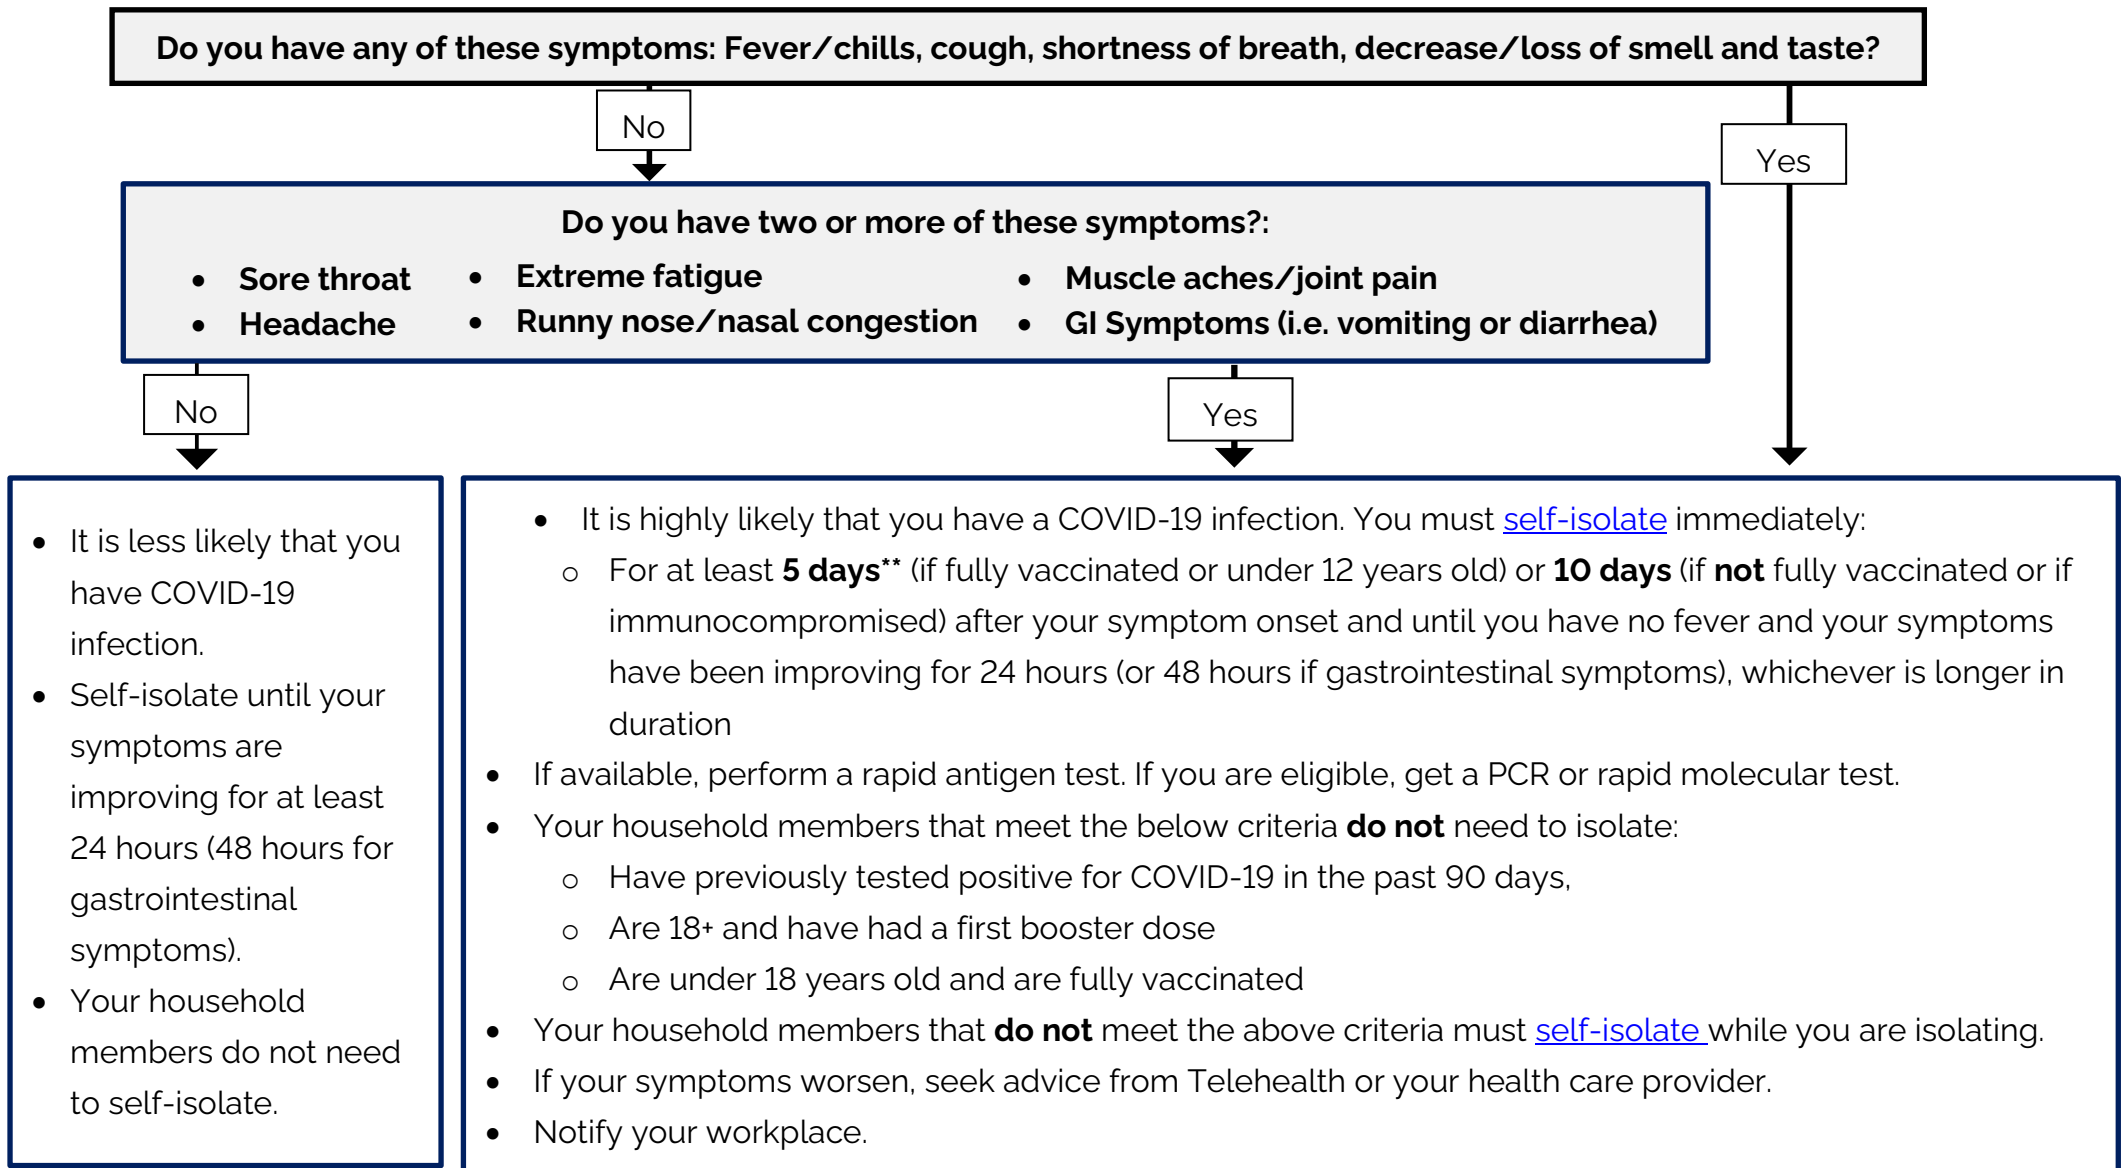 Do you have any of these symptoms: Fever/chills, cough, shortness of breath, decrease/loss of smell and taste?
No
Yes
Do you have two or more of these symptoms?:
• Sore throat
• Headache
• Extreme fatigue
• Runny nose/nasal congestion
• Muscle aches/joint pain
• GI Symptoms (i.e. vomiting or diarrhea)
No
Yes
• It is less likely that you
have COVID-19
infection.
• Self-isolate until your
symptoms are
improving for at least
24 hours (48 hours for
gastrointestinal
symptoms).
• Your household
members do not need
to self-isolate.
• It is highly likely that you have a COVID-19 infection. You must self-isolate immediately:
o For at least 5 days** (if fully vaccinated or under 12 years old) or 10 days (if not fully vaccinated or if
immunocompromised) after your symptom onset and until you have no fever and your symptoms
have been improving for 24 hours (or 48 hours if gastrointestinal symptoms), whichever is longer in
duration
• If available, perform a rapid antigen test. If you are eligible, get a PCR or rapid molecular test.
• Your household members that meet the below criteria do not need to isolate:
o Have previously tested positive for COVID-19 in the past 90 days,
o Are 18+ and have had a first booster dose
o Are under 18 years old and are fully vaccinated
• Your household members that do not meet the above criteria must self-isolate while you are isolating.
• If your symptoms worsen, seek advice from Telehealth or your health care provider.
• Notify your workplace.